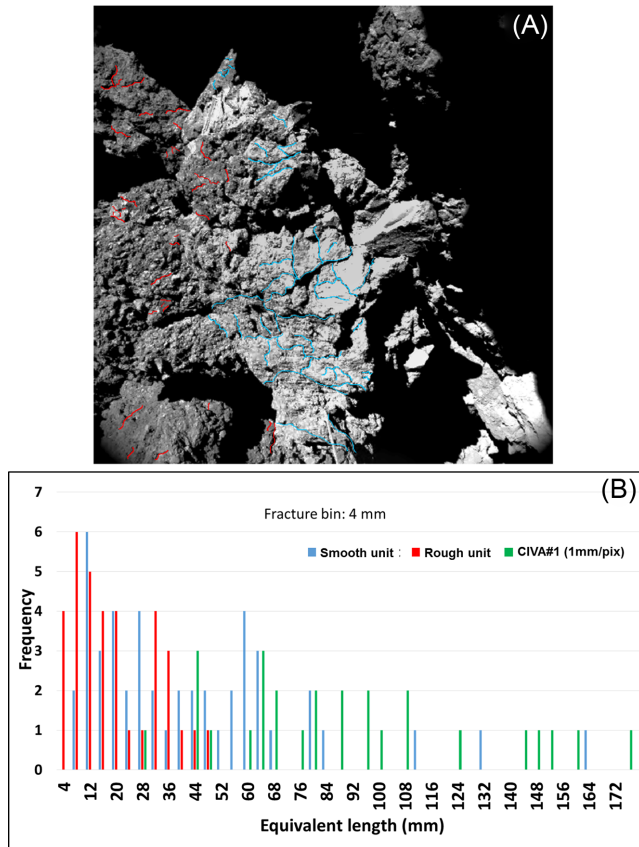 (A)
(B)
7
Fracture bin: 4 mm
6
Smooth unit : Rough unit CIVA#1 (1mm/pix)
5
4
3
2
1
0
Frequency
4 12 20 28 36 44 52 60 68 76 84 92 100 108 116 124 132 140 148 156 164 172
Equivalent length (mm)